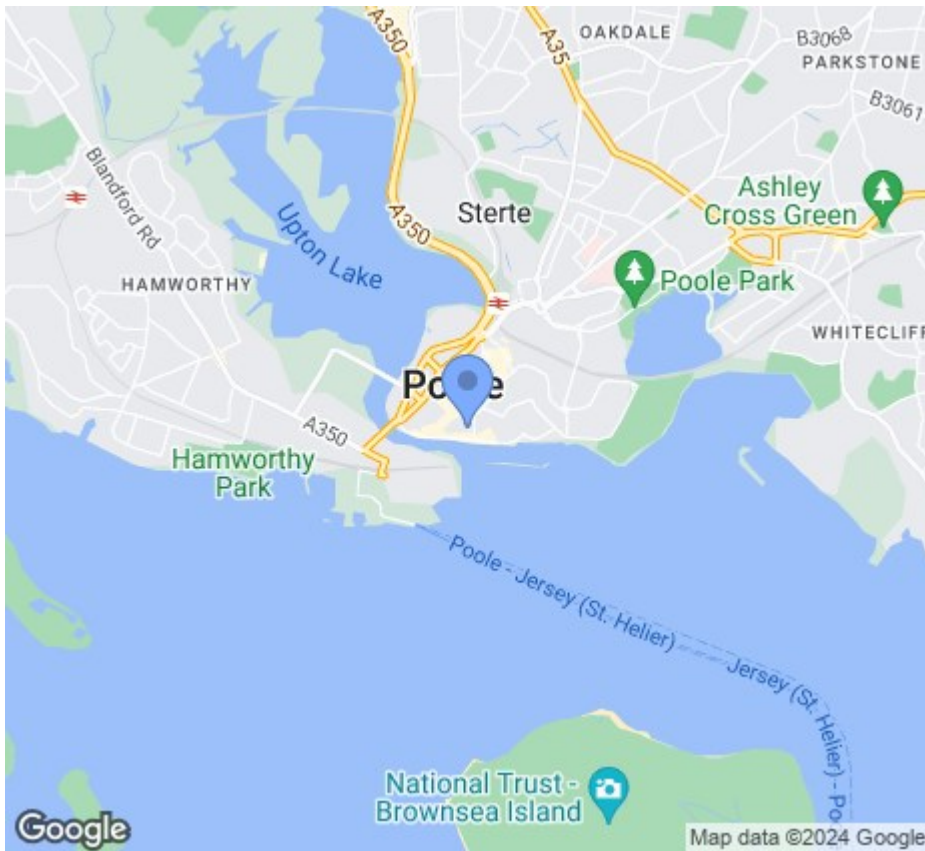 OAKDALE
B3068
PARKSTONE
B3061
A350
A35
Blandford Rd
Ashley
Cross Green
Sterte
A350
Upton Lake
Poole Park
HAMWORTHY
WHITECLIFF
Poole
A350
Hamworthy
Park
Poole - Jersey (St. Helier)
Jersey (St. Helier) - Po
National Trust -
Brownsea Island
Google
Map data ©2024 Google